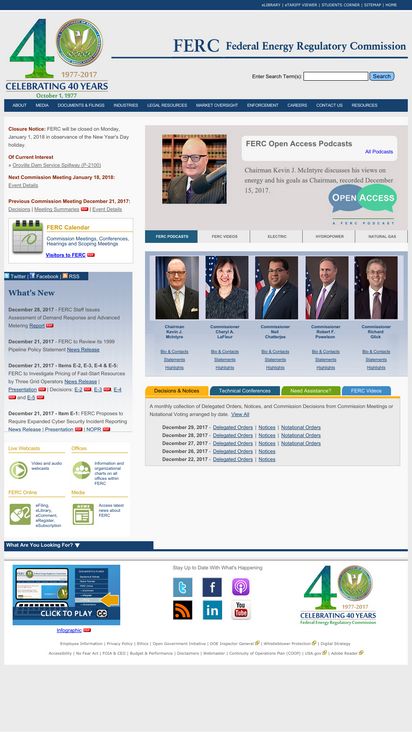 eLIBRARY | eTARIFF VIEWER | STUDENTS CORNER | SITEMAP | HOME
40
1977-2017
CELEBRATING 40 YEARS
October 1, 1977
FERC Federal Energy Regulatory Commission
Enter Search Term(s): Search
ABOUT MEDIA DOCUMENTS & FILINGS INDUSTRIES LEGAL RESOURCES MARKET OVERSIGHT ENFORCEMENT CAREERS CONTACT US RESOURCES
Closure Notice: FERC will be closed on Monday,
January 1, 2018 in observance of the New Year's Day
holiday.
Of Current Interest
» Oroville Dam Service Spillway (P-2100)
Next Commission Meeting January 18, 2018:
Event Details
Previous Commission Meeting December 21, 2017:
Decisions | Meeting Summaries | Event Details
FERC Calendar
Commission Meetings, Conferences,
Hearings and Scoping Meetings
Visitors to FERC
Twitter | Facebook | RSS
What's New
December 28, 2017 - FERC Staff Issues
Assessment of Demand Response and Advanced
Metering Report
December 21, 2017 - FERC to Review its 1999
Pipeline Policy Statement News Release
December 21, 2017 - Items E-2, E-3, E-4 & E-5:
FERC to Investigate Pricing of Fast-Start Resources
by Three Grid Operators News Release |
Presentation | Decisions: E-2 E-3 E-4
and E-5
December 21, 2017 - Item E-1: FERC Proposes
to Require Expanded Cyber Security Incident Reporting
News Release | Presentation | NOPR
Live Webcasts
Video and audio
webcasts
Offices
Information and
organizational
charts on all
offices within
FERC
FERC Online
eFiling,
eLibrary,
eComment,
eRegister,
eSubscription
Media
NEWS
Access latest
news about
FERC
FERC Open Access Podcasts
All Podcasts
Chairman Kevin J. McIntyre discusses his views on
energy and his goals as Chairman, recorded December
15, 2017.
OPEN ACCESS
A FERC PODCAST
FERC PODCASTS FERC VIDEOS ELECTRIC HYDROPOWER NATURAL GAS
Chairman
Kevin J.
McIntyre
Bio & Contacts
Statements
Highlights
Commissioner
Cheryl A.
LaFleur
Bio & Contacts
Statements
Highlights
Commissioner
Neil
Chatterjee
Bio & Contacts
Statements
Highlights
Commissioner
Robert F.
Powelson
Bio & Contacts
Statements
Highlights
Commissioner
Richard
Glick
Bio & Contacts
Statements
Highlights
Decisions & Notices Technical Conferences Need Assistance? FERC Videos
A monthly collection of Delegated Orders, Notices, and Commission Decisions from Commission Meetings or
Notational Voting arranged by date. View All
December 29, 2017 - Delegated Orders | Notices | Notational Orders
December 28, 2017 - Delegated Orders | Notices | Notational Orders
December 27, 2017 - Delegated Orders | Notices | Notational Orders
December 26, 2017 - Delegated Orders | Notices
December 22, 2017 - Delegated Orders | Notices
What Are You Looking For?
CLICK TO PLAY CC
Infographic
Stay Up to Date With What's Happening
You Tube
40
1977-2017
CELEBRATING 40 YEARS
Federal Energy Regulatory Commission
Employee Information | Privacy Policy | Ethics | Open Government Initiative | DOE Inspector General | Whistleblower Protection | Digital Strategy
Accessibility | No Fear Act | FOIA & CEII | Budget & Performance | Disclaimers | Webmaster | Continuity of Operations Plan (COOP) | USA.gov | Adobe Reader